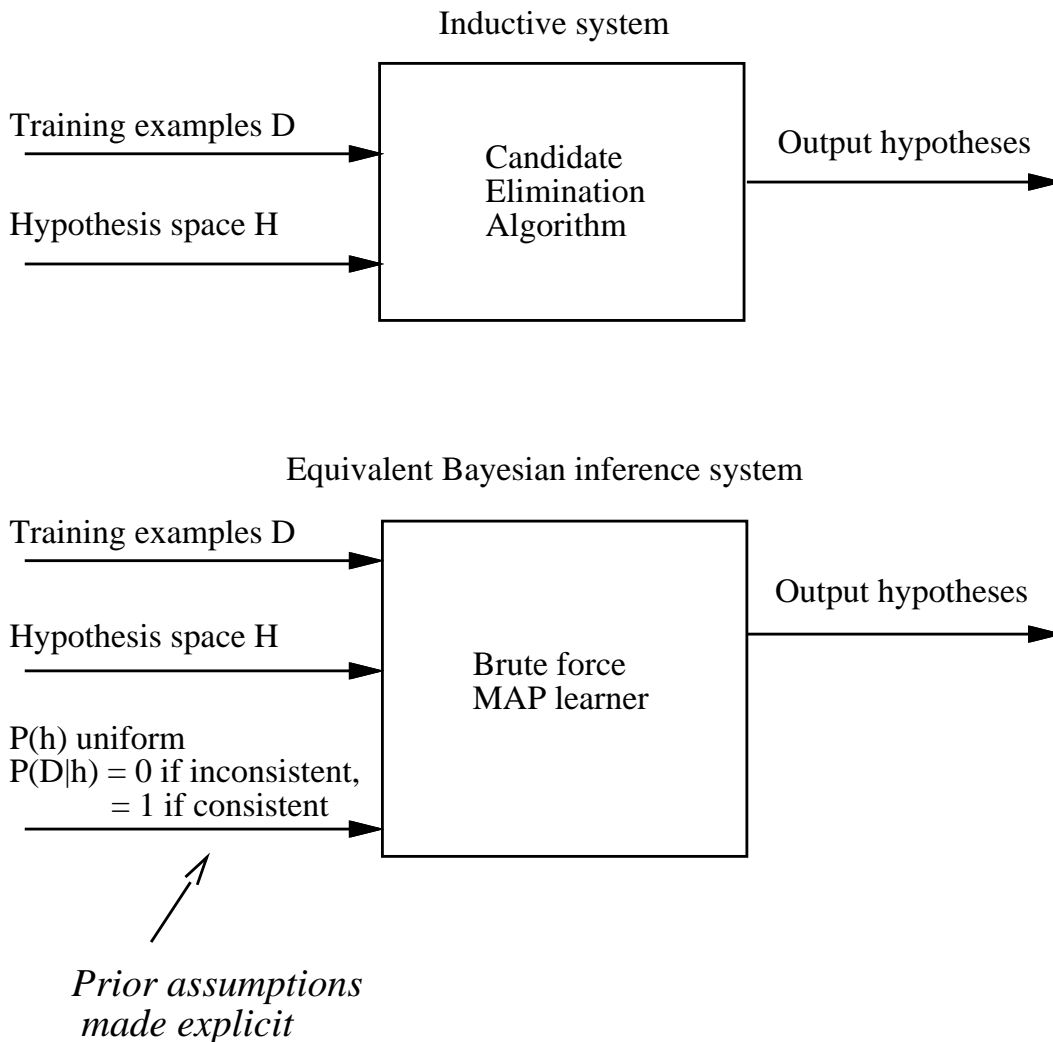 Inductive system
Training examples D
Hypothesis space H
Candidate
Elimination
Algorithm
Output hypotheses
Equivalent Bayesian inference system
Training examples D
Hypothesis space H
P(h) uniform
P(D|h) = 0 if inconsistent,
= 1 if consistent
Brute force
MAP learner
Output hypotheses
Prior assumptions
made explicit